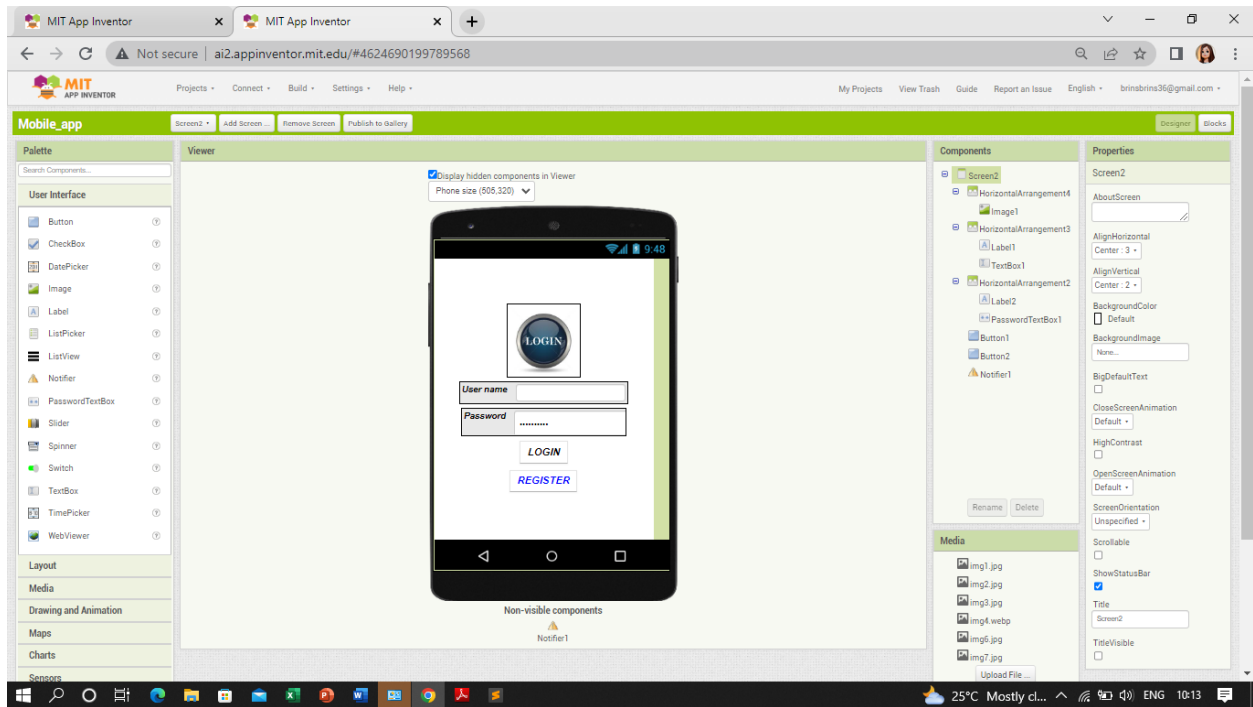 MIT App Inventor
MIT App Inventor
Not secure | ai2.appinventor.mit.edu/#4624690199789568
MIT
APP INVENTOR
Projects Connect Build Settings Help
My Projects View Trash Guide Report an Issue English brinsbrins36@gmail.com
Mobile_app
Screen2 Add Screen ... Remove Screen Publish to Gallery
Designer Blocks
Palette
Search Components...
User Interface
Button
CheckBox
DatePicker
Image
Label
ListPicker
ListView
Notifier
PasswordTextBox
Slider
Spinner
Switch
TextBox
TimePicker
WebViewer
Layout
Media
Drawing and Animation
Maps
Charts
Sensors
Viewer
Display hidden components in Viewer
Phone size (505,320)
9:48
LOGIN
User name
Password
LOGIN
REGISTER
Non-visible components
Notifier1
Components
Screen2
HorizontalArrangement4
Image1
HorizontalArrangement3
Label1
TextBox1
HorizontalArrangement2
Label2
PasswordTextBox1
Button1
Button2
Notifier1
Rename Delete
Media
img1.jpg
img2.jpg
img3.jpg
img4.webp
img6.jpg
img7.jpg
Upload File ...
Properties
Screen2
AboutScreen
AlignHorizontal
Center : 3
AlignVertical
Center : 2
BackgroundColor
Default
BackgroundImage
None...
BigDefaultText
CloseScreenAnimation
Default
HighContrast
OpenScreenAnimation
Default
ScreenOrientation
Unspecified
Scrollable
ShowStatusBar
Title
Screen2
TitleVisible
25°C Mostly cl... ENG 10:13